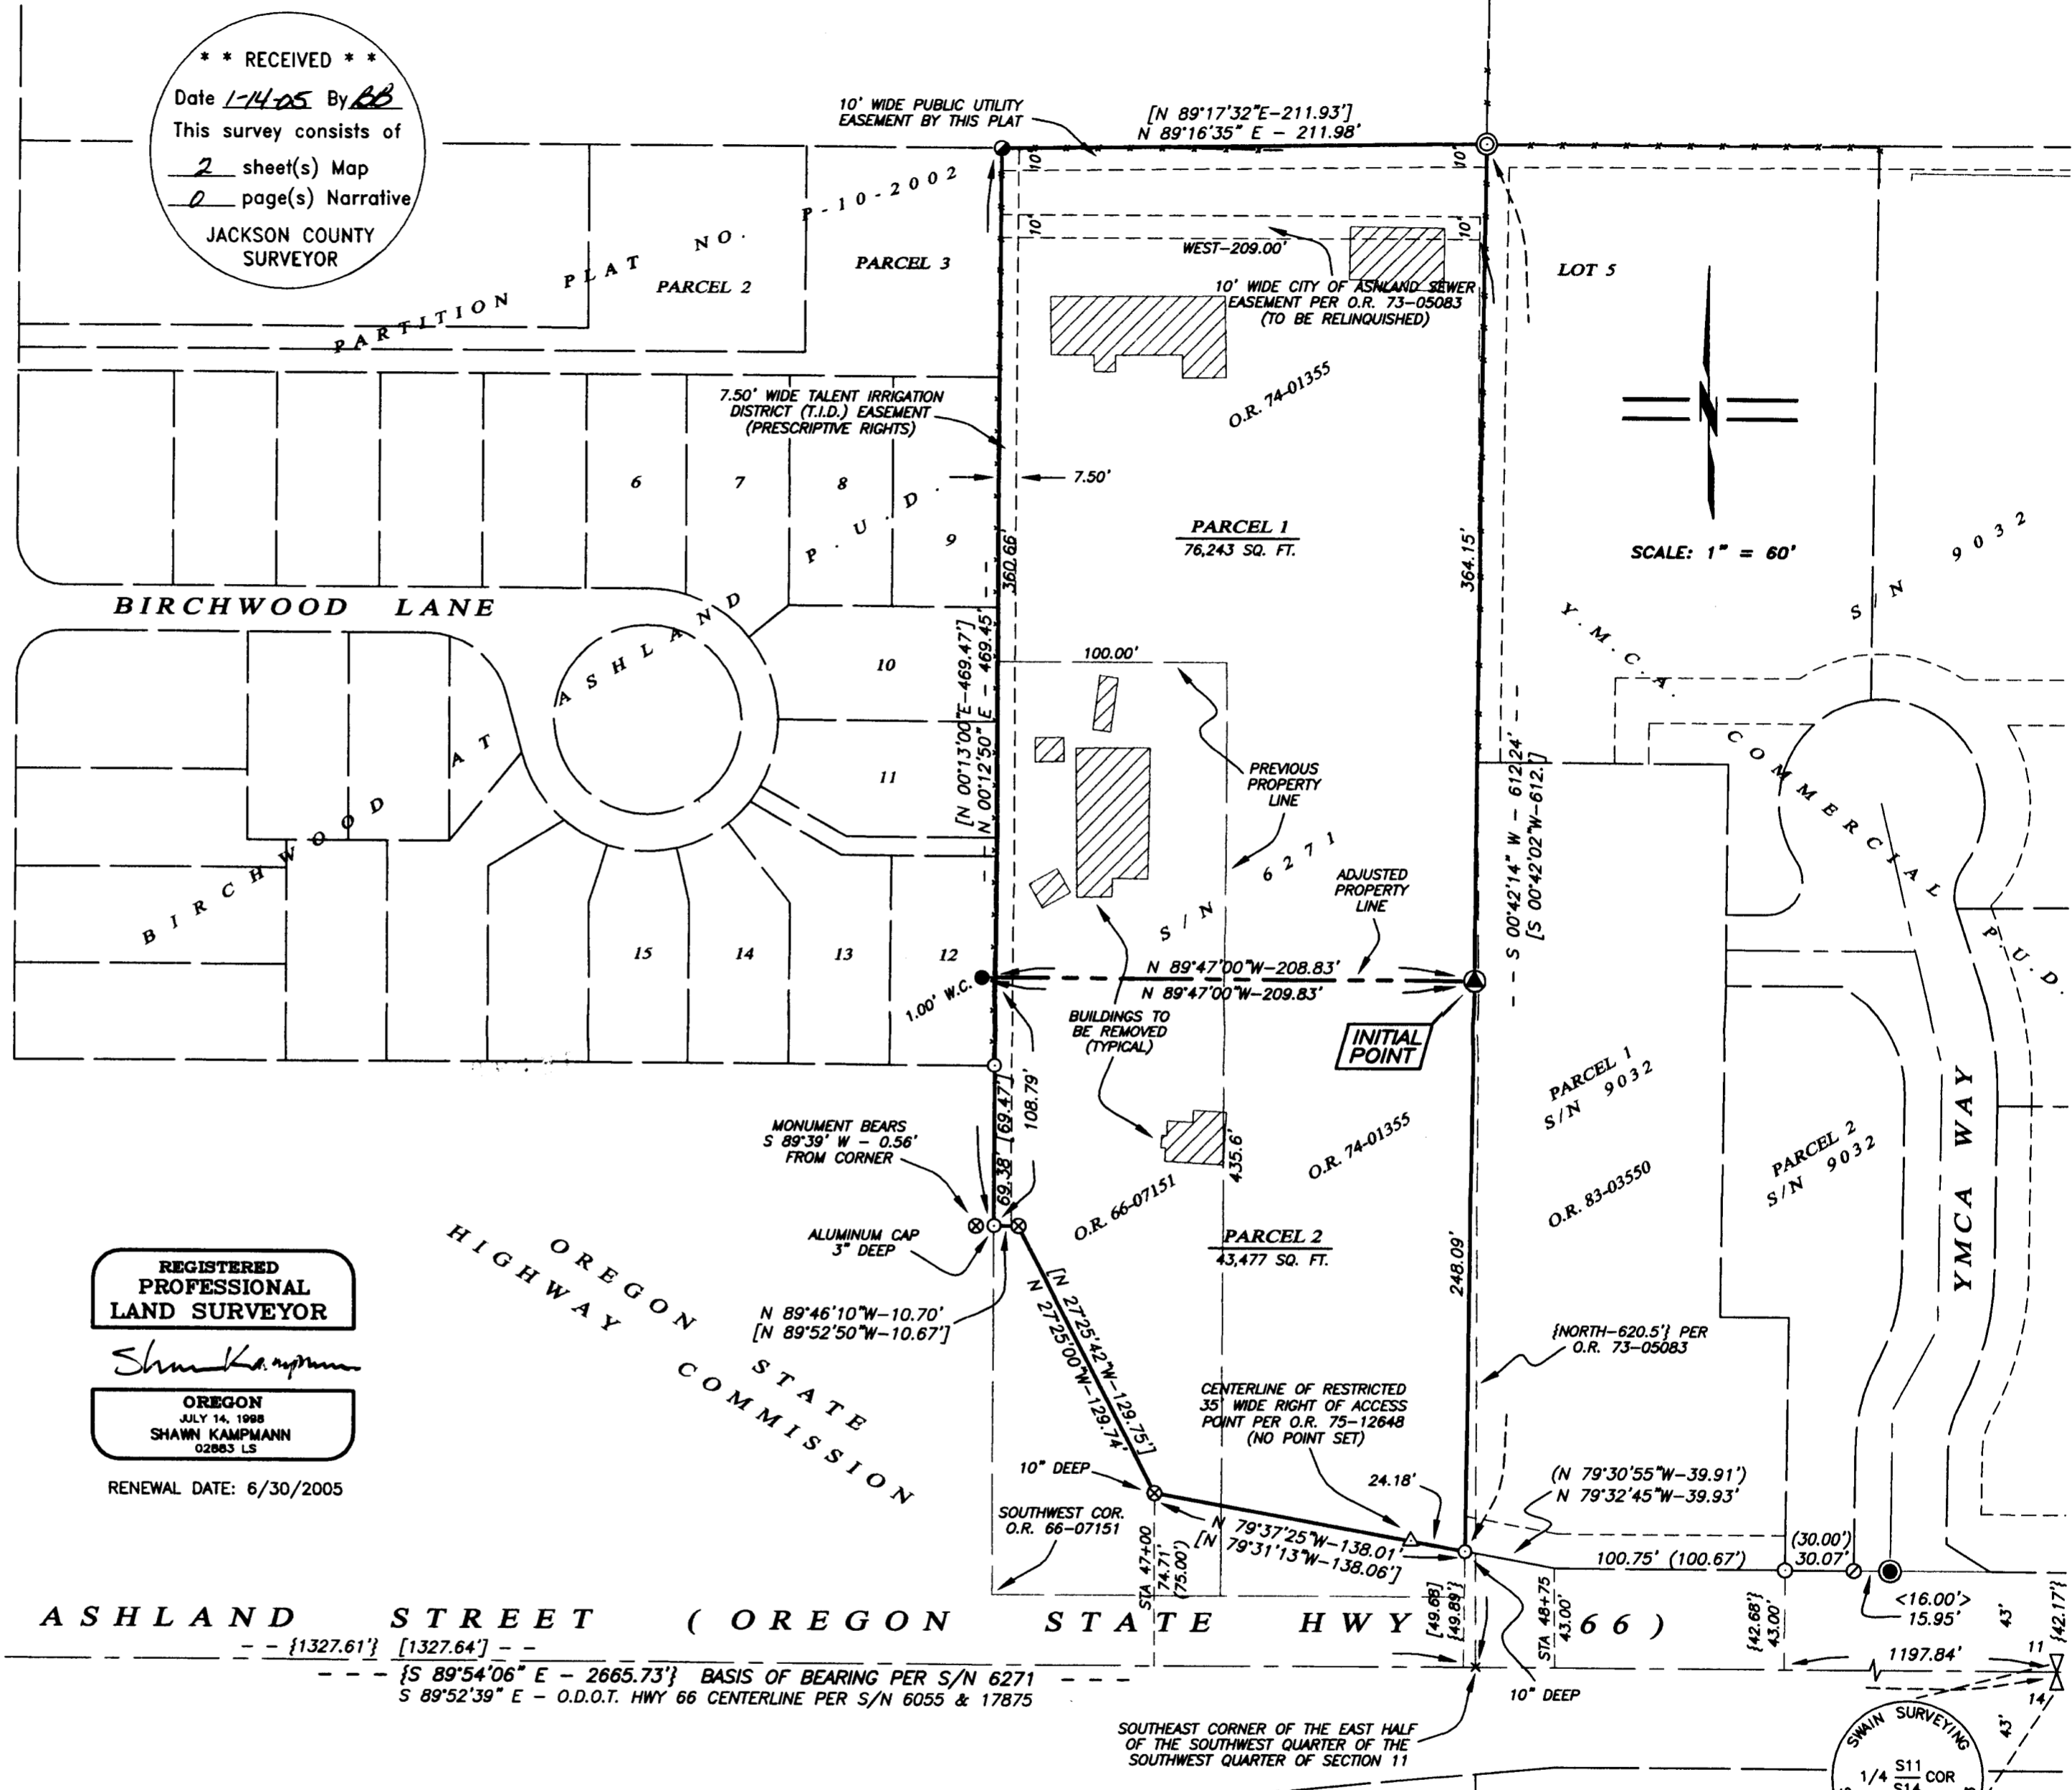 * * RECEIVED * *
Date 1-14-05 By BB
This survey consists of
2 sheet(s) Map
0 page(s) Narrative
JACKSON COUNTY
SURVEYOR
10' WIDE PUBLIC UTILITY
EASEMENT BY THIS PLAT
[N 89°17'32"E-211.93']
N 89°16'35" E - 211.98'
10'
10'
10'
10'
WEST-209.00'
10' WIDE CITY OF ASHLAND SEWER
EASEMENT PER O.R. 73-05083
(TO BE RELINQUISHED)
PARTITION PLAT NO. P-10-2002
PARCEL 2
PARCEL 3
LOT 5
O.R. 74-01355
7.50' WIDE TALENT IRRIGATION
DISTRICT (T.I.D.) EASEMENT
(PRESCRIPTIVE RIGHTS)
7.50'
6
7
8
9
10
11
12
13
14
15
BIRCHWOOD LANE
BIRCHWOOD AT ASHLAND P.U.D.
PARCEL 1
76,243 SQ. FT.
360.66'
364.15'
[N 00°13'00"E-469.47']
N 00°12'50" E - 469.45'
SCALE: 1" = 60'
S N 9032
Y.M.C.A. COMMERCIAL P.U.D.
100.00'
PREVIOUS
PROPERTY
LINE
S/N 6271
ADJUSTED
PROPERTY
LINE
- - S 00°42'14" W - 612.24' - -
[S 00°42'02"W-612.']
N 89°47'00"W-208.83'
N 89°47'00"W-209.83'
1.00' W.C.
BUILDINGS TO
BE REMOVED
(TYPICAL)
INITIAL
POINT
PARCEL 1
S/N 9032
PARCEL 2
S/N 9032
YMCA WAY
69.38' [69.47']
108.79'
MONUMENT BEARS
S 89°39' W - 0.56'
FROM CORNER
ALUMINUM CAP
3" DEEP
435.6'
O.R. 74-01355
O.R. 66-07151
O.R. 83-03550
PARCEL 2
43,477 SQ. FT.
248.09'
OREGON STATE
HIGHWAY COMMISSION
N 89°46'10"W-10.70'
[N 89°52'50"W-10.67']
[N 27°25'42"W-129.75']
N 27°25'00"W-129.74'
{NORTH-620.5'} PER
O.R. 73-05083
CENTERLINE OF RESTRICTED
35' WIDE RIGHT OF ACCESS
POINT PER O.R. 75-12648
(NO POINT SET)
10" DEEP
24.18'
(N 79°30'55"W-39.91')
N 79°32'45"W-39.93'
SOUTHWEST COR.
O.R. 66-07151
STA 47+00
74.71'
(75.00')
N 79°37'25"W-138.01'
[N 79°31'13"W-138.06']
100.75' (100.67')
(30.00')
30.07'
[49.68]
{49.89'}
STA 48+75
43.00'
{42.68'}
43.00'
<16.00'>
15.95'
43'
{42.17'}
REGISTERED
PROFESSIONAL
LAND SURVEYOR
Shawn Kampmann
OREGON
JULY 14, 1998
SHAWN KAMPMANN
02883 LS
RENEWAL DATE: 6/30/2005
ASHLAND STREET (OREGON STATE HWY 66)
- - {1327.61'} [1327.64'] - -
- - - {S 89°54'06" E - 2665.73'} BASIS OF BEARING PER S/N 6271 - - -
S 89°52'39" E - O.D.O.T. HWY 66 CENTERLINE PER S/N 6055 & 17875
1197.84'
11
14
43'
10" DEEP
SOUTHEAST CORNER OF THE EAST HALF
OF THE SOUTHWEST QUARTER OF THE
SOUTHWEST QUARTER OF SECTION 11
SWAIN SURVEYING
1/4 S11 COR
S14